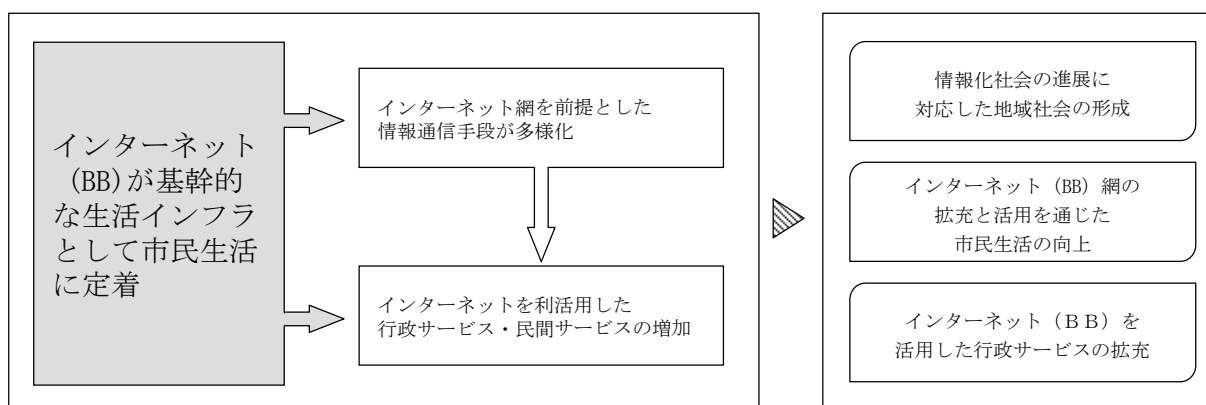 インターネット
(BB)が基幹的
な生活インフラ
として市民生活
に定着
インターネット網を前提とした
情報通信手段が多様化
インターネットを利活用した
行政サービス・民間サービスの増加
情報化社会の進展に
対応した地域社会の形成
インターネット（BB）網の
拡充と活用を通じた
市民生活の向上
インターネット（ＢＢ）を
活用した行政サービスの拡充